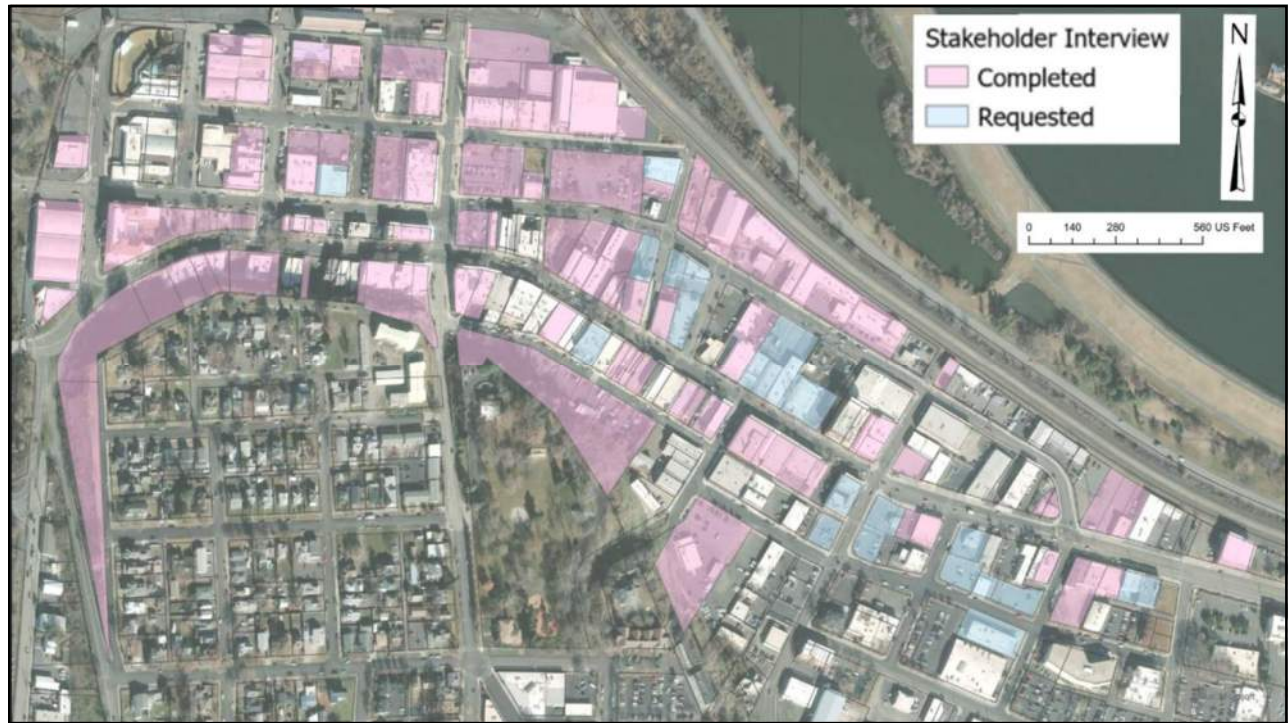 Stakeholder Interview
Completed
Requested
N
0 140 280 560 US Feet